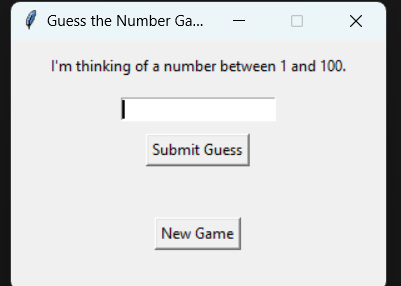 Guess the Number Ga...
I'm thinking of a number between 1 and 100.
Submit Guess
New Game